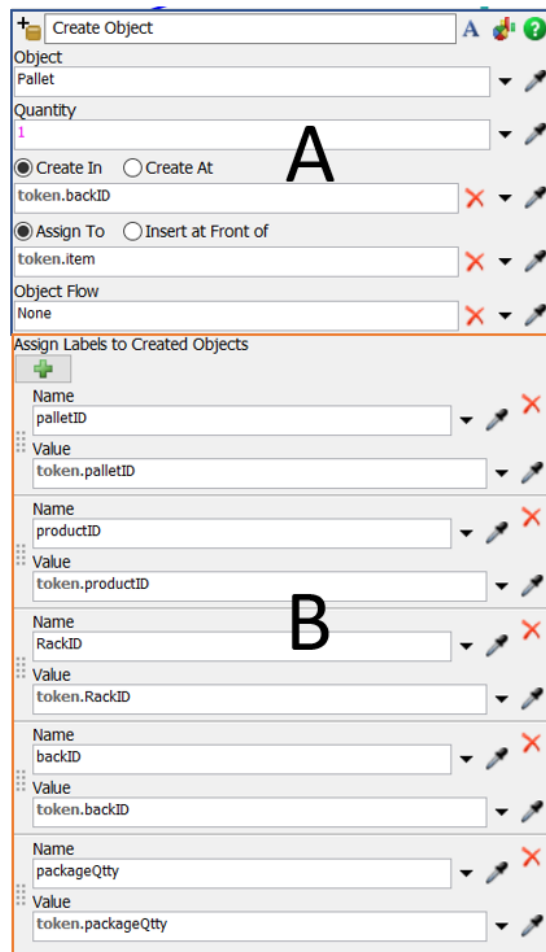 Create Object
A
Object
Pallet
Quantity
1
A
Create In Create At
token.backID
Assign To Insert at Front of
token.item
Object Flow
None
Assign Labels to Created Objects
Name
palletID
Value
token.palletID
Name
productID
Value
token.productID
B
Name
RackID
Value
token.RackID
Name
backID
Value
token.backID
Name
packageQtty
Value
token.packageQtty